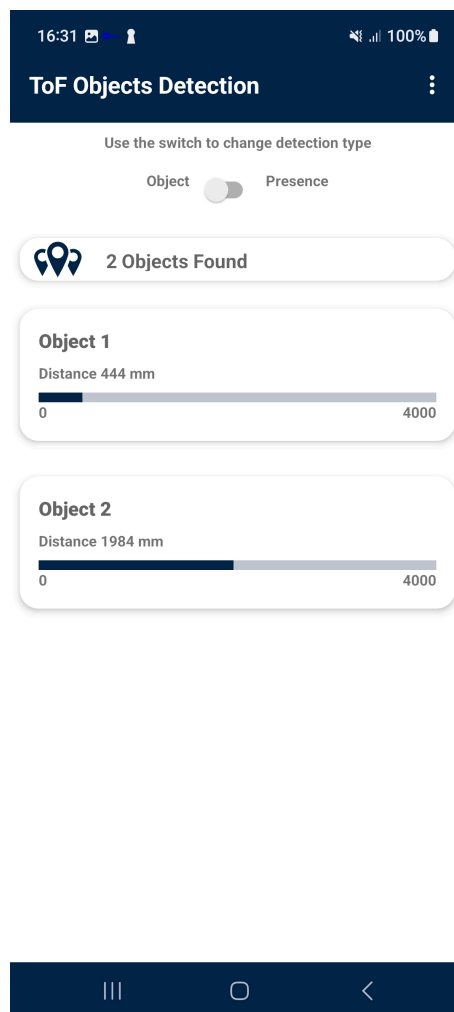 16:31 100%
ToF Objects Detection
Use the switch to change detection type
Object Presence
2 Objects Found
Object 1
Distance 444 mm
0 4000
Object 2
Distance 1984 mm
0 4000